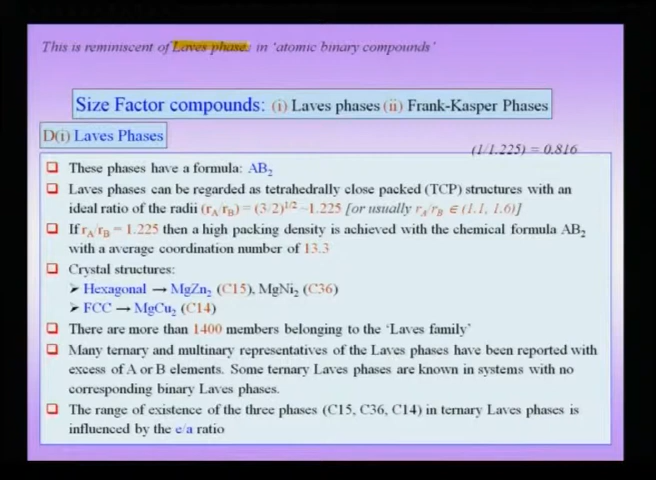 This is reminiscent of Laves phases in 'atomic binary compounds'
Size Factor compounds: (i) Laves phases (ii) Frank-Kasper Phases
D(i) Laves Phases
(1/1.225) = 0.816
❑ These phases have a formula: AB₂
❑ Laves phases can be regarded as tetrahedrally close packed (TCP) structures with an
ideal ratio of the radii (rA/rB) = (3/2)^1/2 ~1.225 [or usually rA/rB ∈ (1.1, 1.6)]
❑ If rA/rB = 1.225 then a high packing density is achieved with the chemical formula AB₂
with a average coordination number of 13.3
❑ Crystal structures:
➤ Hexagonal → MgZn₂ (C15), MgNi₂ (C36)
➤ FCC → MgCu₂ (C14)
❑ There are more than 1400 members belonging to the 'Laves family'
❑ Many ternary and multinary representatives of the Laves phases have been reported with
excess of A or B elements. Some ternary Laves phases are known in systems with no
corresponding binary Laves phases.
❑ The range of existence of the three phases (C15, C36, C14) in ternary Laves phases is
influenced by the e/a ratio